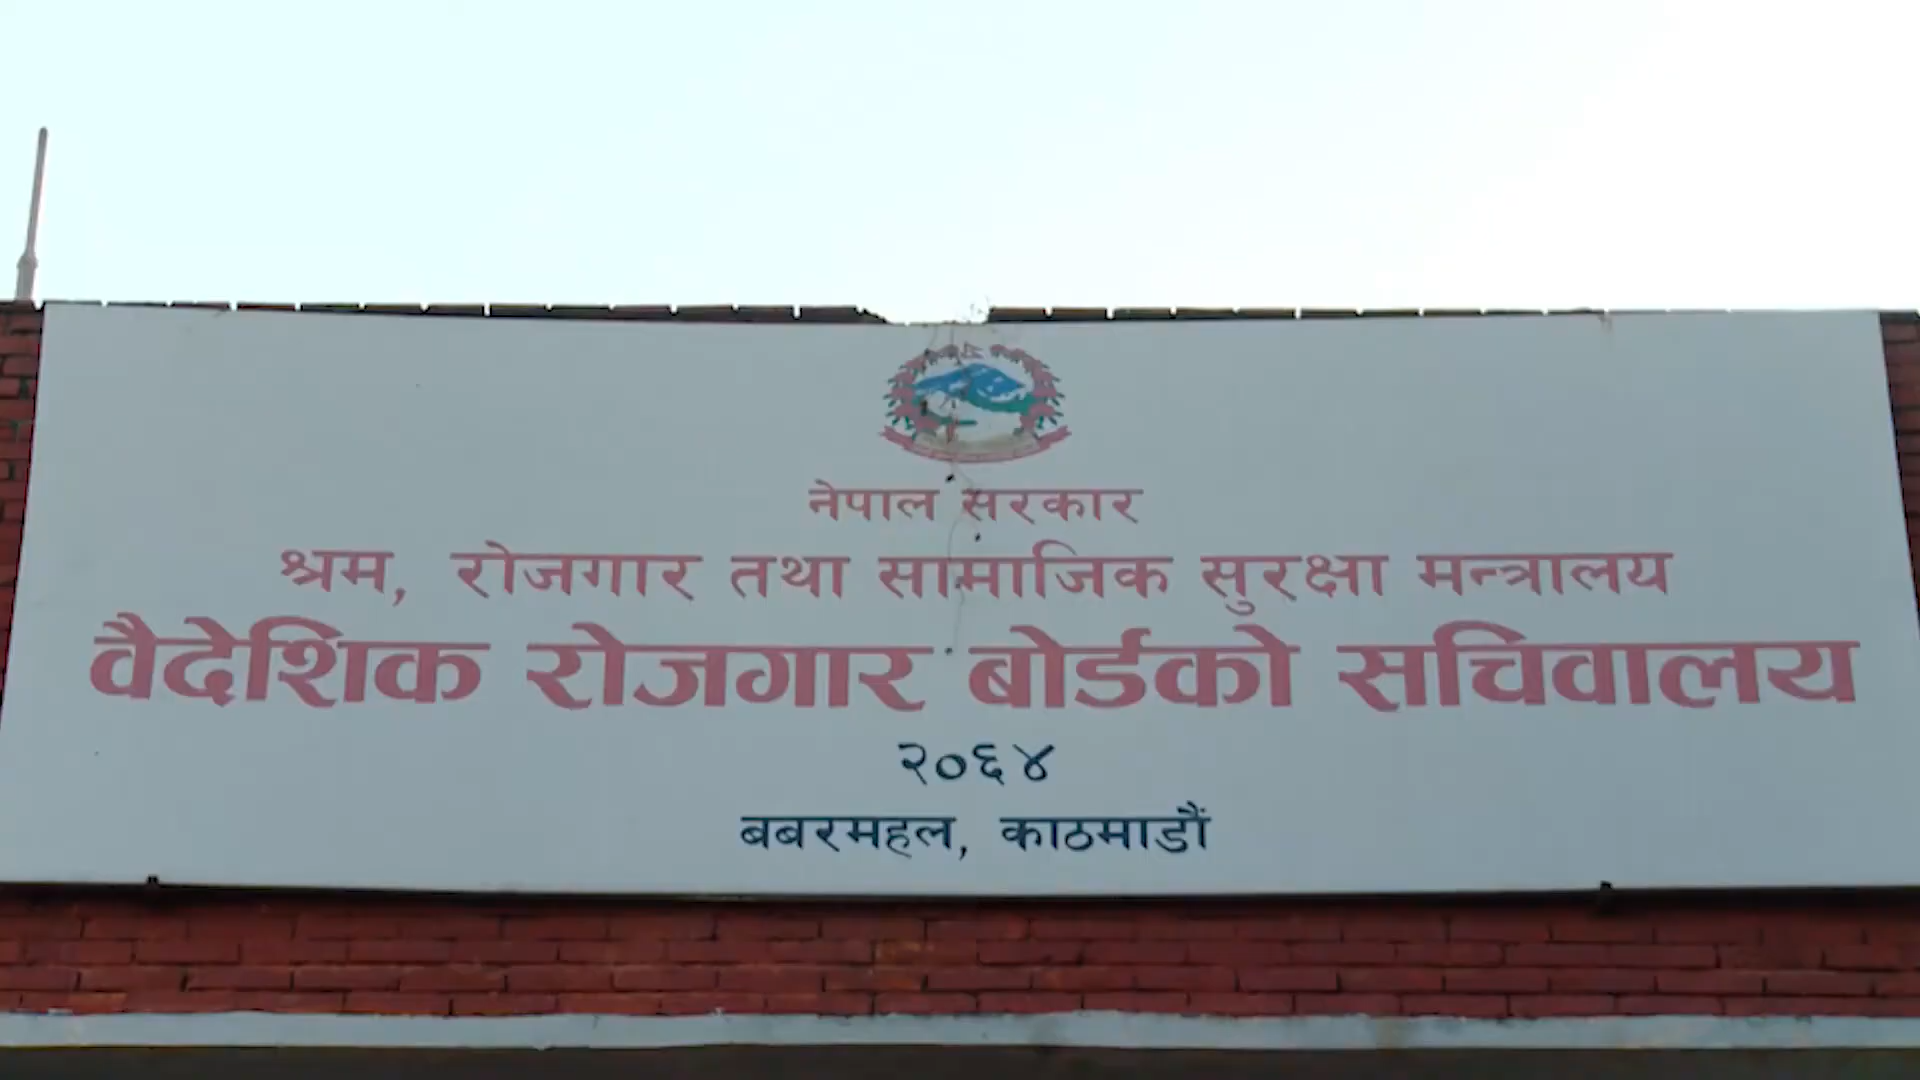 नेपाल सरकार
श्रम, रोजगार तथा सामाजिक सुरक्षा मन्त्रालय
वैदेशिक रोजगार बोर्डको सचिवालय
२०६४
बबरमहल, काठमाडौं